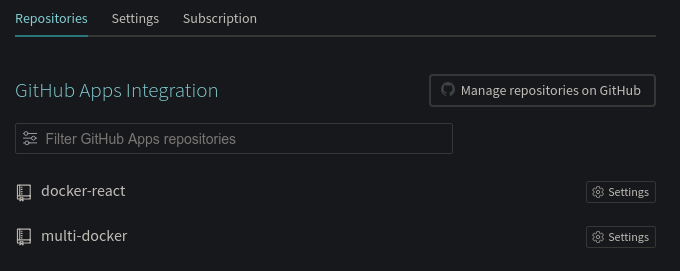 Repositories Settings Subscription
GitHub Apps Integration Manage repositories on GitHub
Filter GitHub Apps repositories
docker-react Settings
multi-docker Settings